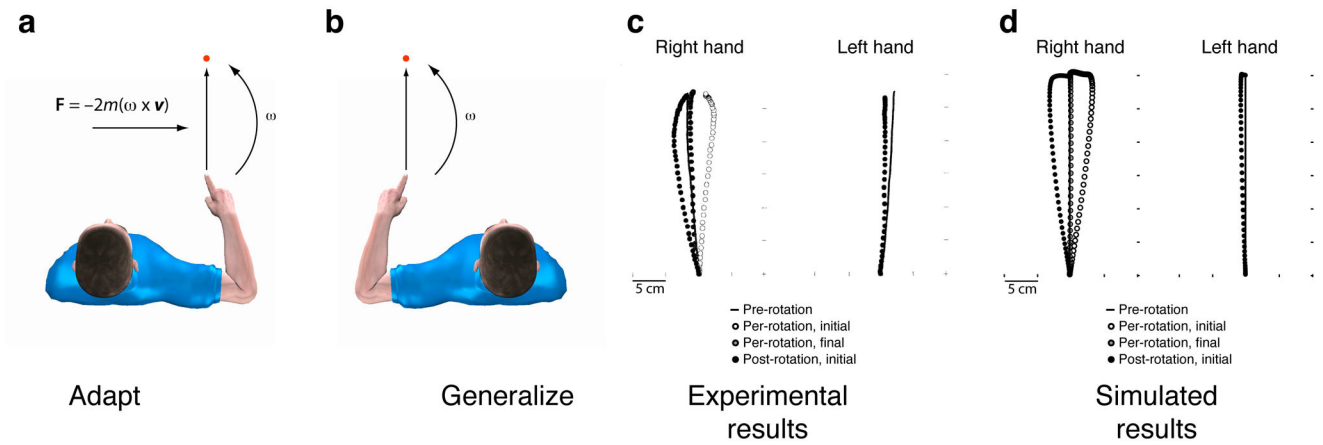 a
F = –2m(ω x v)
ω
Adapt
b
ω
Generalize
c
Right hand
Left hand
5 cm
Pre-rotation
Per-rotation, initial
Per-rotation, final
Post-rotation, initial
Experimental
results
d
Right hand
Left hand
5 cm
Pre-rotation
Per-rotation, initial
Per-rotation, final
Post-rotation, initial
Simulated
results